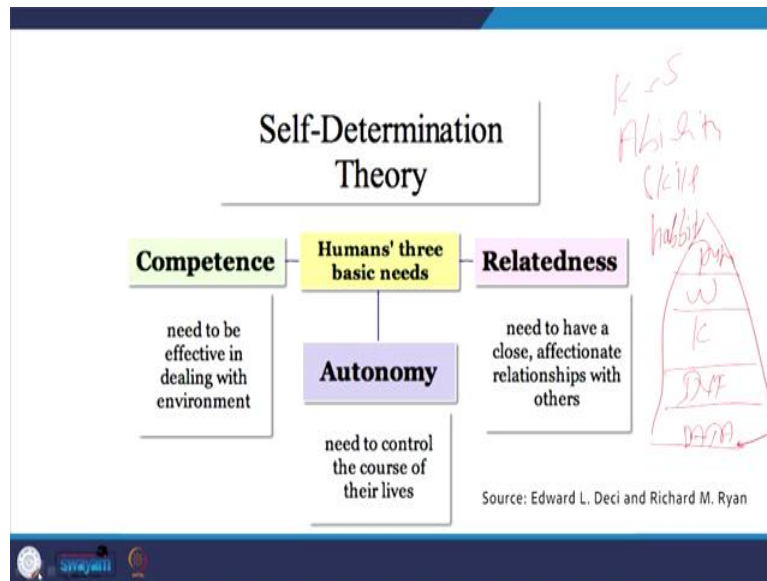 Self-Determination
Theory
Humans' three
basic needs
Competence
need to be
effective in
dealing with
environment
Autonomy
need to control
the course of
their lives
Relatedness
need to have a
close, affectionate
relationships with
others
Source: Edward L. Deci and Richard M. Ryan
Ability
Skill
habbit
W
K
DATA
swayam